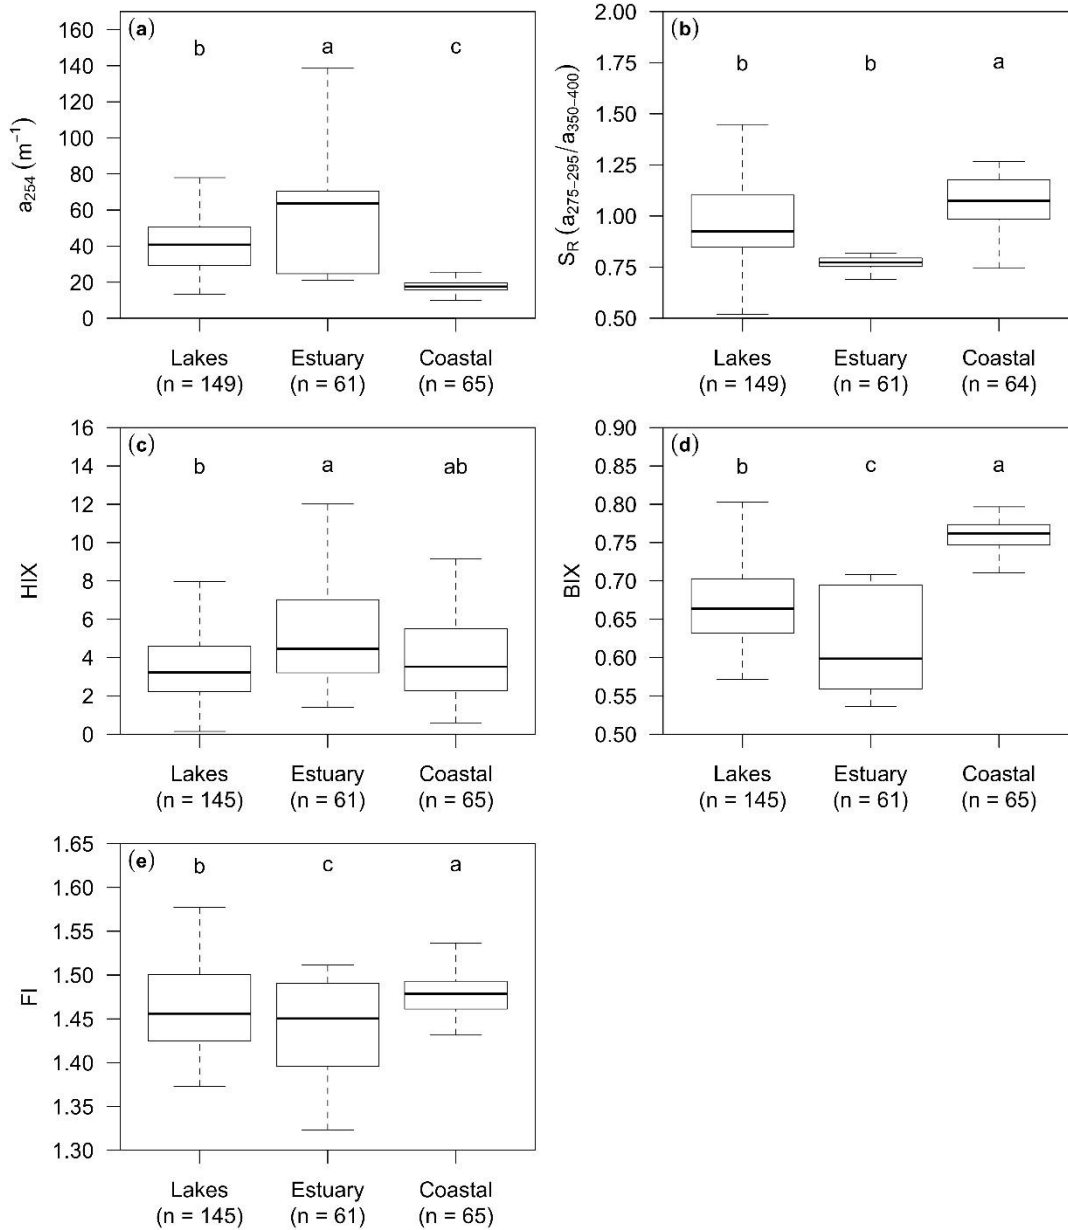 (a)
b a c
160
140
120
100
80
60
40
20
0
a254 (m−1)
Lakes Estuary Coastal
(n = 149) (n = 61) (n = 65)
(b)
b b a
2.00
1.75
1.50
1.25
1.00
0.75
0.50
SR (a275−295/a350−400)
Lakes Estuary Coastal
(n = 149) (n = 61) (n = 64)
(c)
b a ab
16
14
12
10
8
6
4
2
0
HIX
Lakes Estuary Coastal
(n = 145) (n = 61) (n = 65)
(d)
b c a
0.90
0.85
0.80
0.75
0.70
0.65
0.60
0.55
0.50
BIX
Lakes Estuary Coastal
(n = 145) (n = 61) (n = 65)
(e)
b c a
1.65
1.60
1.55
1.50
1.45
1.40
1.35
1.30
FI
Lakes Estuary Coastal
(n = 145) (n = 61) (n = 65)